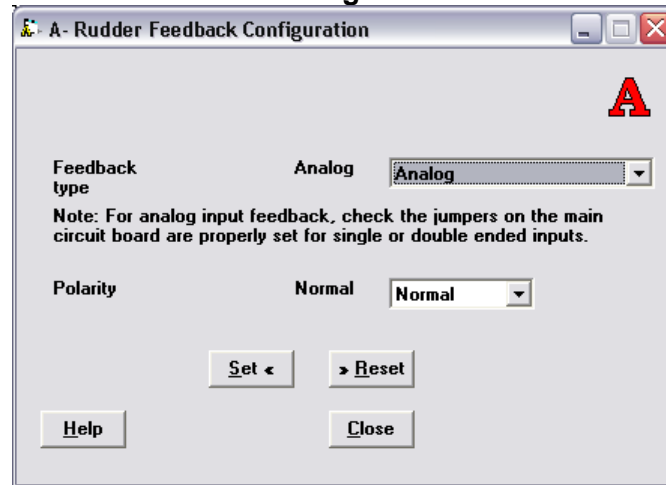 A- Rudder Feedback Configuration
A
Feedback type Analog Analog
Note: For analog input feedback, check the jumpers on the main
circuit board are properly set for single or double ended inputs.
Polarity Normal Normal
Set « » Reset
Help Close